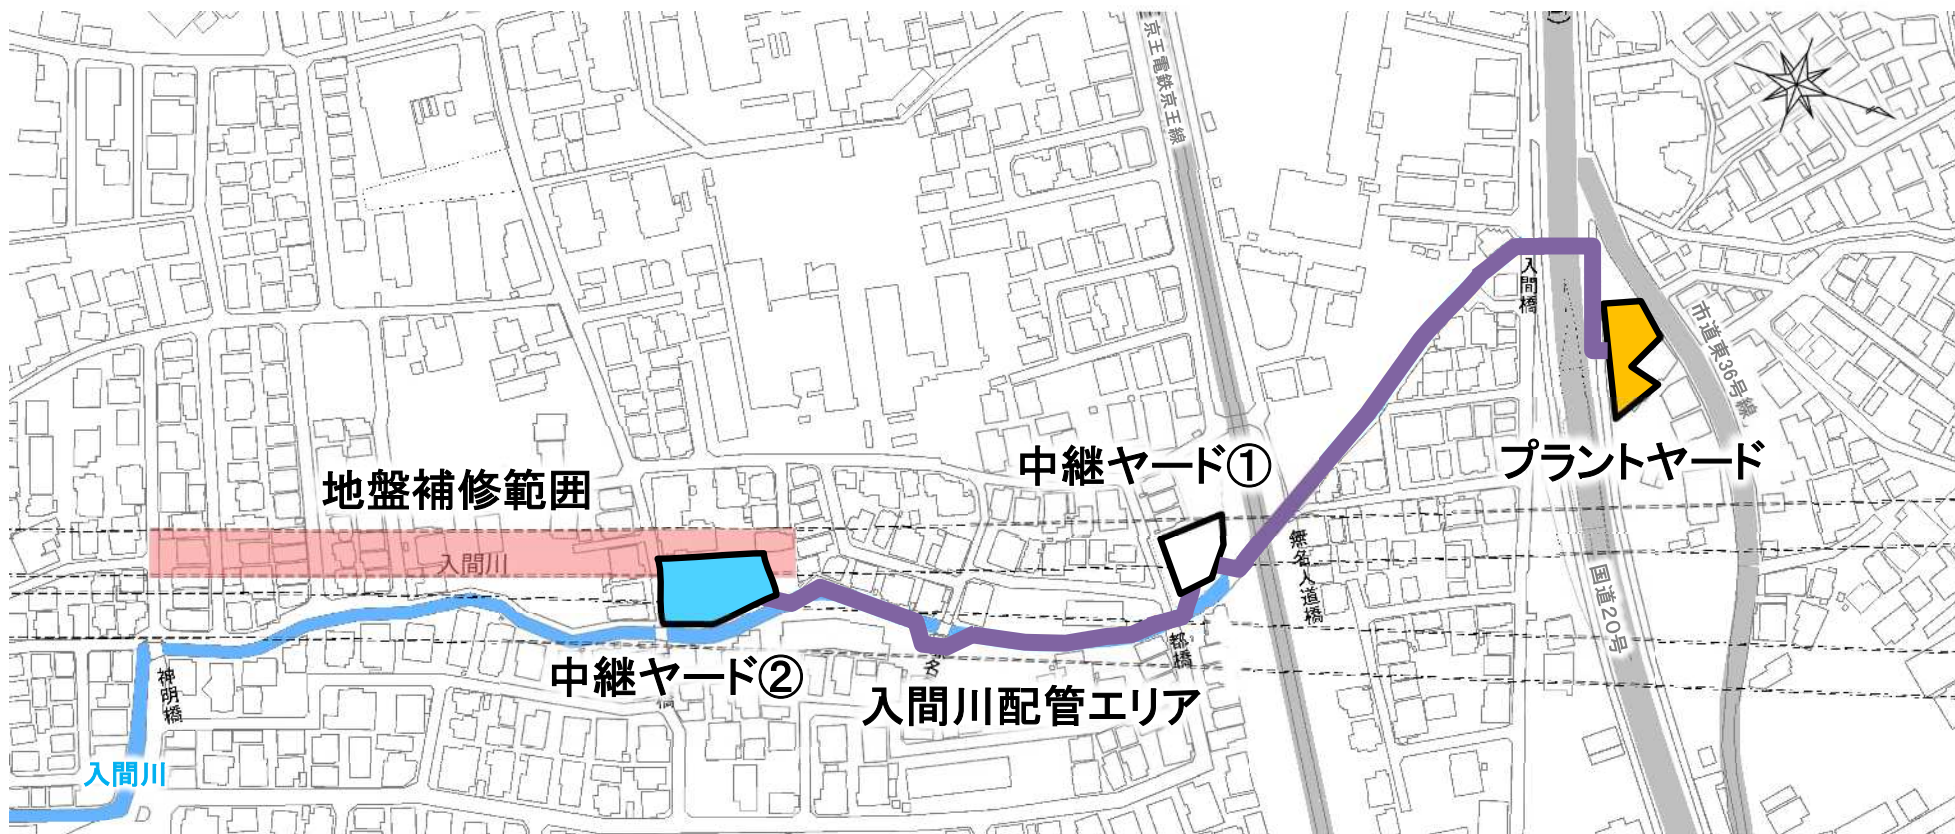 京王電鉄京王線
入間橋
市道東36号線
プラントヤード
中継ヤード①
地盤補修範囲
入間川
無名人道橋
国道20号
都橋
無名
中継ヤード②
橋
神明橋
入間川配管エリア
入間川